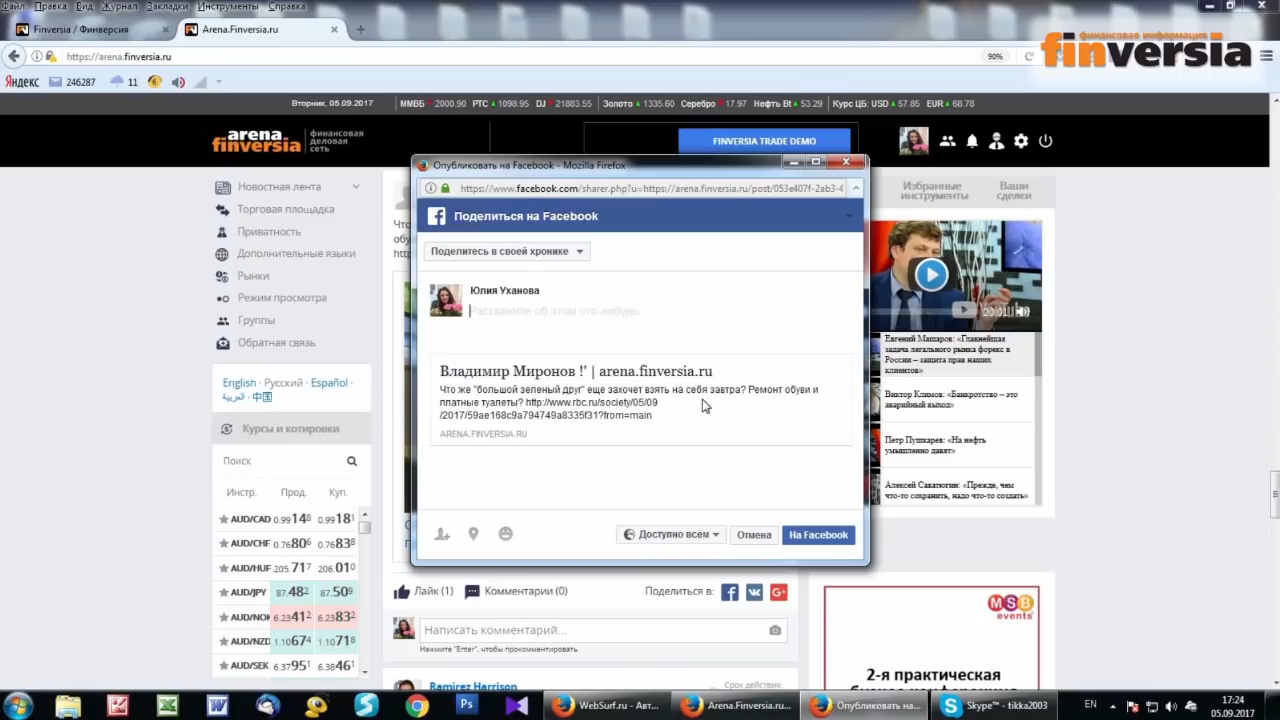 Файл Правка Вид Журнал Закладки Инструменты Справка
Finversia / Финверсия
Arena.Finversia.ru
https://arena.finversia.ru
90%
финансовая информация
finversia
Яндекс 246287 11
Вторник, 05.09.2017
ММВБ 2000.90 РТС 1098.95 DJ 21883.55 Золото 1335.60 Серебро 17.97 Нефть Bt 53.29 Курс ЦБ: USD 57.85 EUR 68.78
arena
finversia
финансовая
деловая
сеть
FINVERSIA TRADE DEMO
Опубликовать на Facebook - Mozilla Firefox
https://www.facebook.com/sharer.php?u=https://arena.finversia.ru/post/053e407f-2ab3-4
Поделиться на Facebook
Поделитесь в своей хронике
Юлия Уханова
Расскажите об этом что-нибудь...
Владимир Миронов !' | arena.finversia.ru
Что же "большой зеленый друг" еще захочет взять на себя завтра? Ремонт обуви и
платные туалеты? http://www.rbc.ru/society/05/09
/2017/59ae168c9a794749a8335f31?from=main
ARENA.FINVERSIA.RU
Доступно всем
Отмена
На Facebook
Новостная лента
Торговая площадка
Приватность
Дополнительные языки
Рынки
Режим просмотра
Группы
Обратная связь
English · Русский · Español ·
العربية · 中国
Курсы и котировки
Поиск
Инстр. Прод. Куп.
AUD/CAD 0.99148 0.99181
AUD/CHF 0.76806 0.76838
AUD/HUF 205.717 206.010
AUD/JPY 87.482 87.509
AUD/NOK 6.23412 6.23832
AUD/NZD 1.10674 1.10718
AUD/SEK 6.37951 6.38461
Избранные
инструменты
Ваши
сделки
20:01
YouTube
Евгений Машаров: «Главнейшая
задача легального рынка форекс в
России – защита прав наших
клиентов»
Виктор Климов: «Банкротство – это
аварийный выход»
Петр Пушкарев: «На нефть
умышленно давят»
Алексей Саватюгин: «Прежде, чем
что-то сохранить, надо что-то создать»
Лайк (1)
Комментарии (0)
Поделиться в:
Написать комментарий...
Нажмите "Enter", чтобы прокомментировать
Ramirez Harrison
Срок действия:
MSB
events
2-я практическая
WebSurf.ru - Авт...
Arena.Finversia.ru...
Опубликовать на...
Skype™ - tikka2003
EN
17:24
05.09.2017